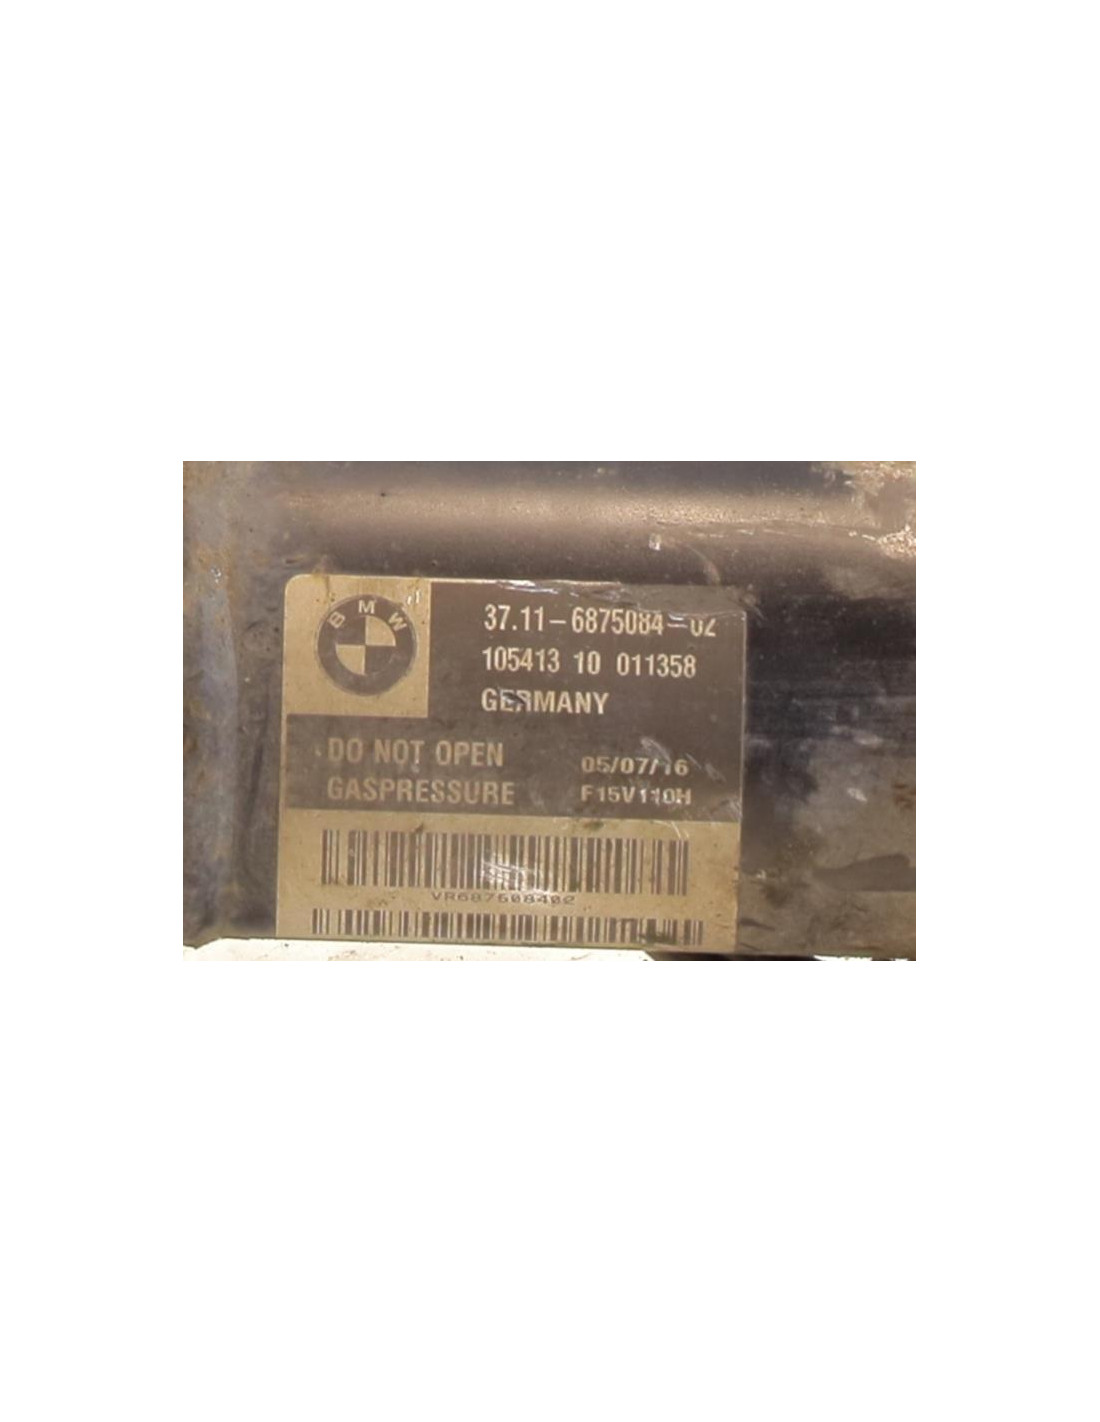 BMW
37.11-6875084-02
105413 10 011358
GERMANY
DO NOT OPEN
GASPRESSURE
05/07/16
F15V110H
VR687508402